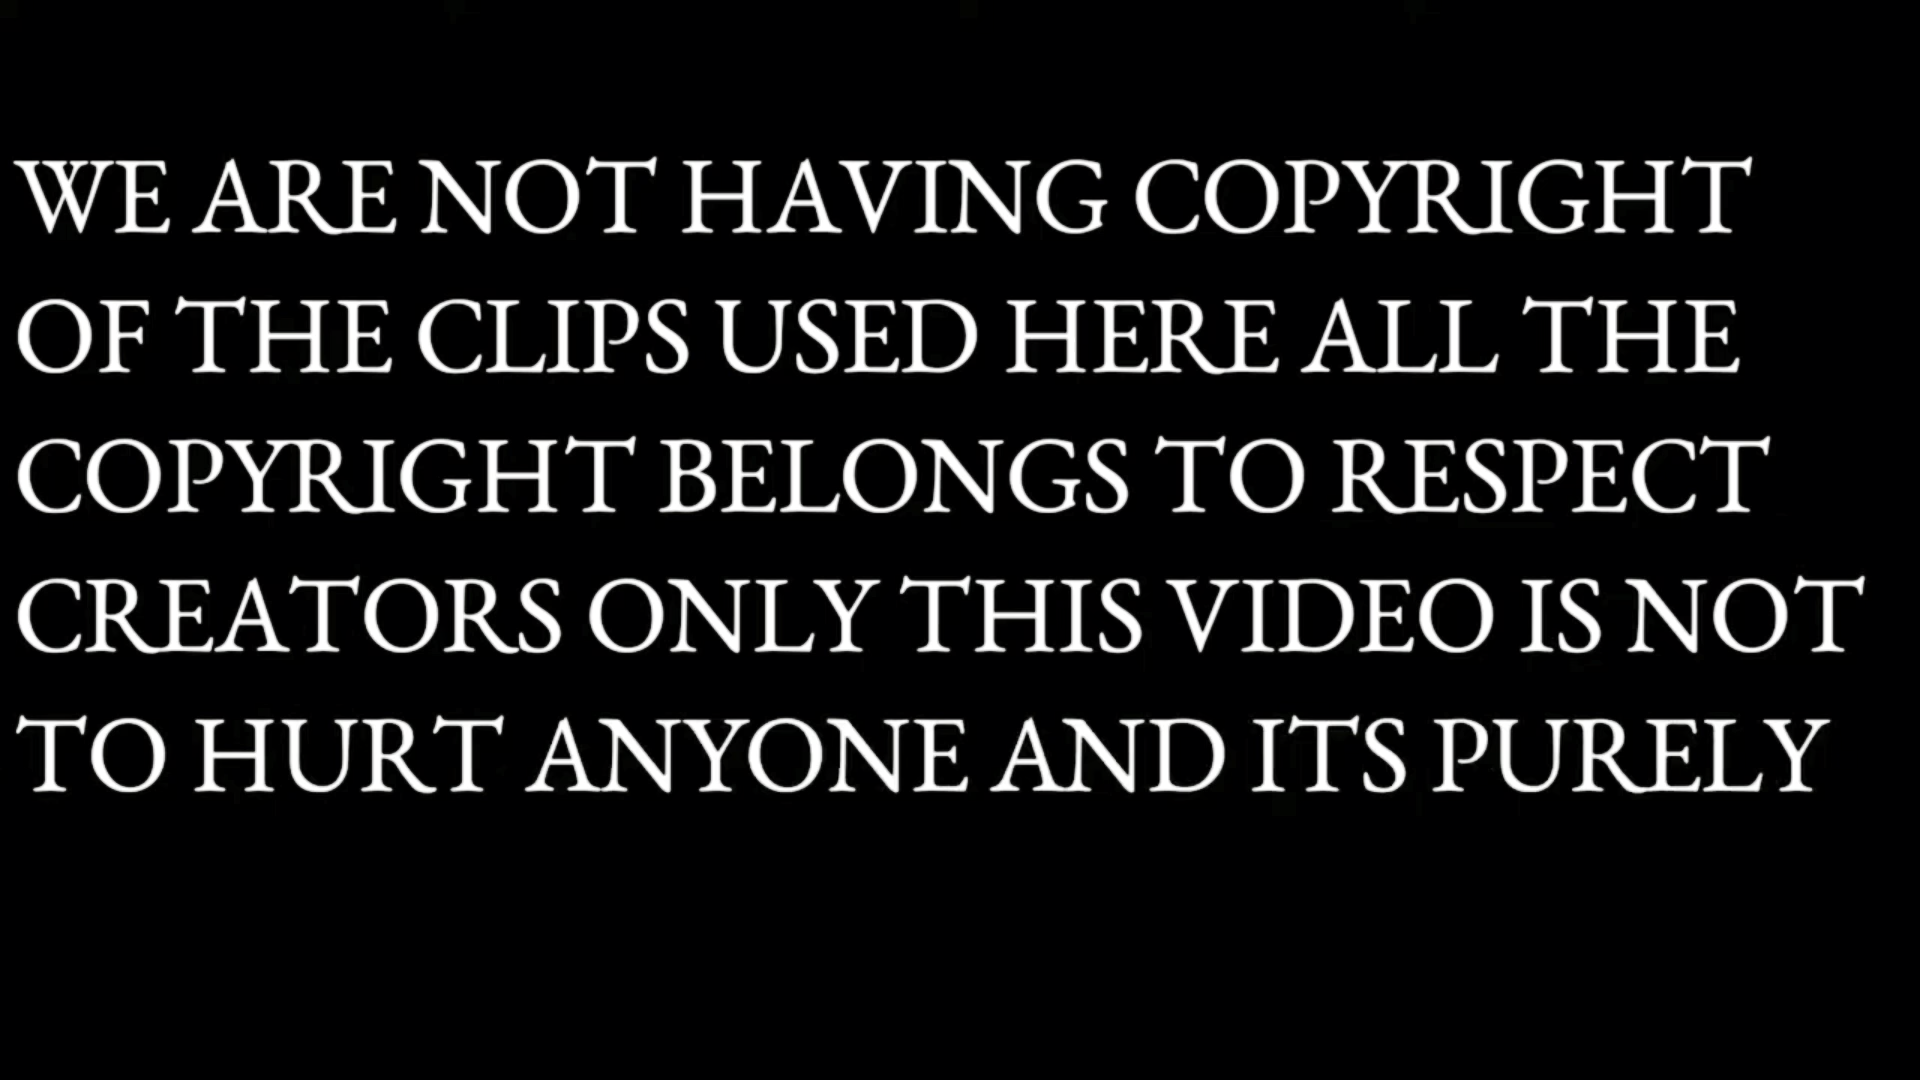 WE ARE NOT HAVING COPYRIGHT
OF THE CLIPS USED HERE ALL THE
COPYRIGHT BELONGS TO RESPECT
CREATORS ONLY THIS VIDEO IS NOT
TO HURT ANYONE AND ITS PURELY